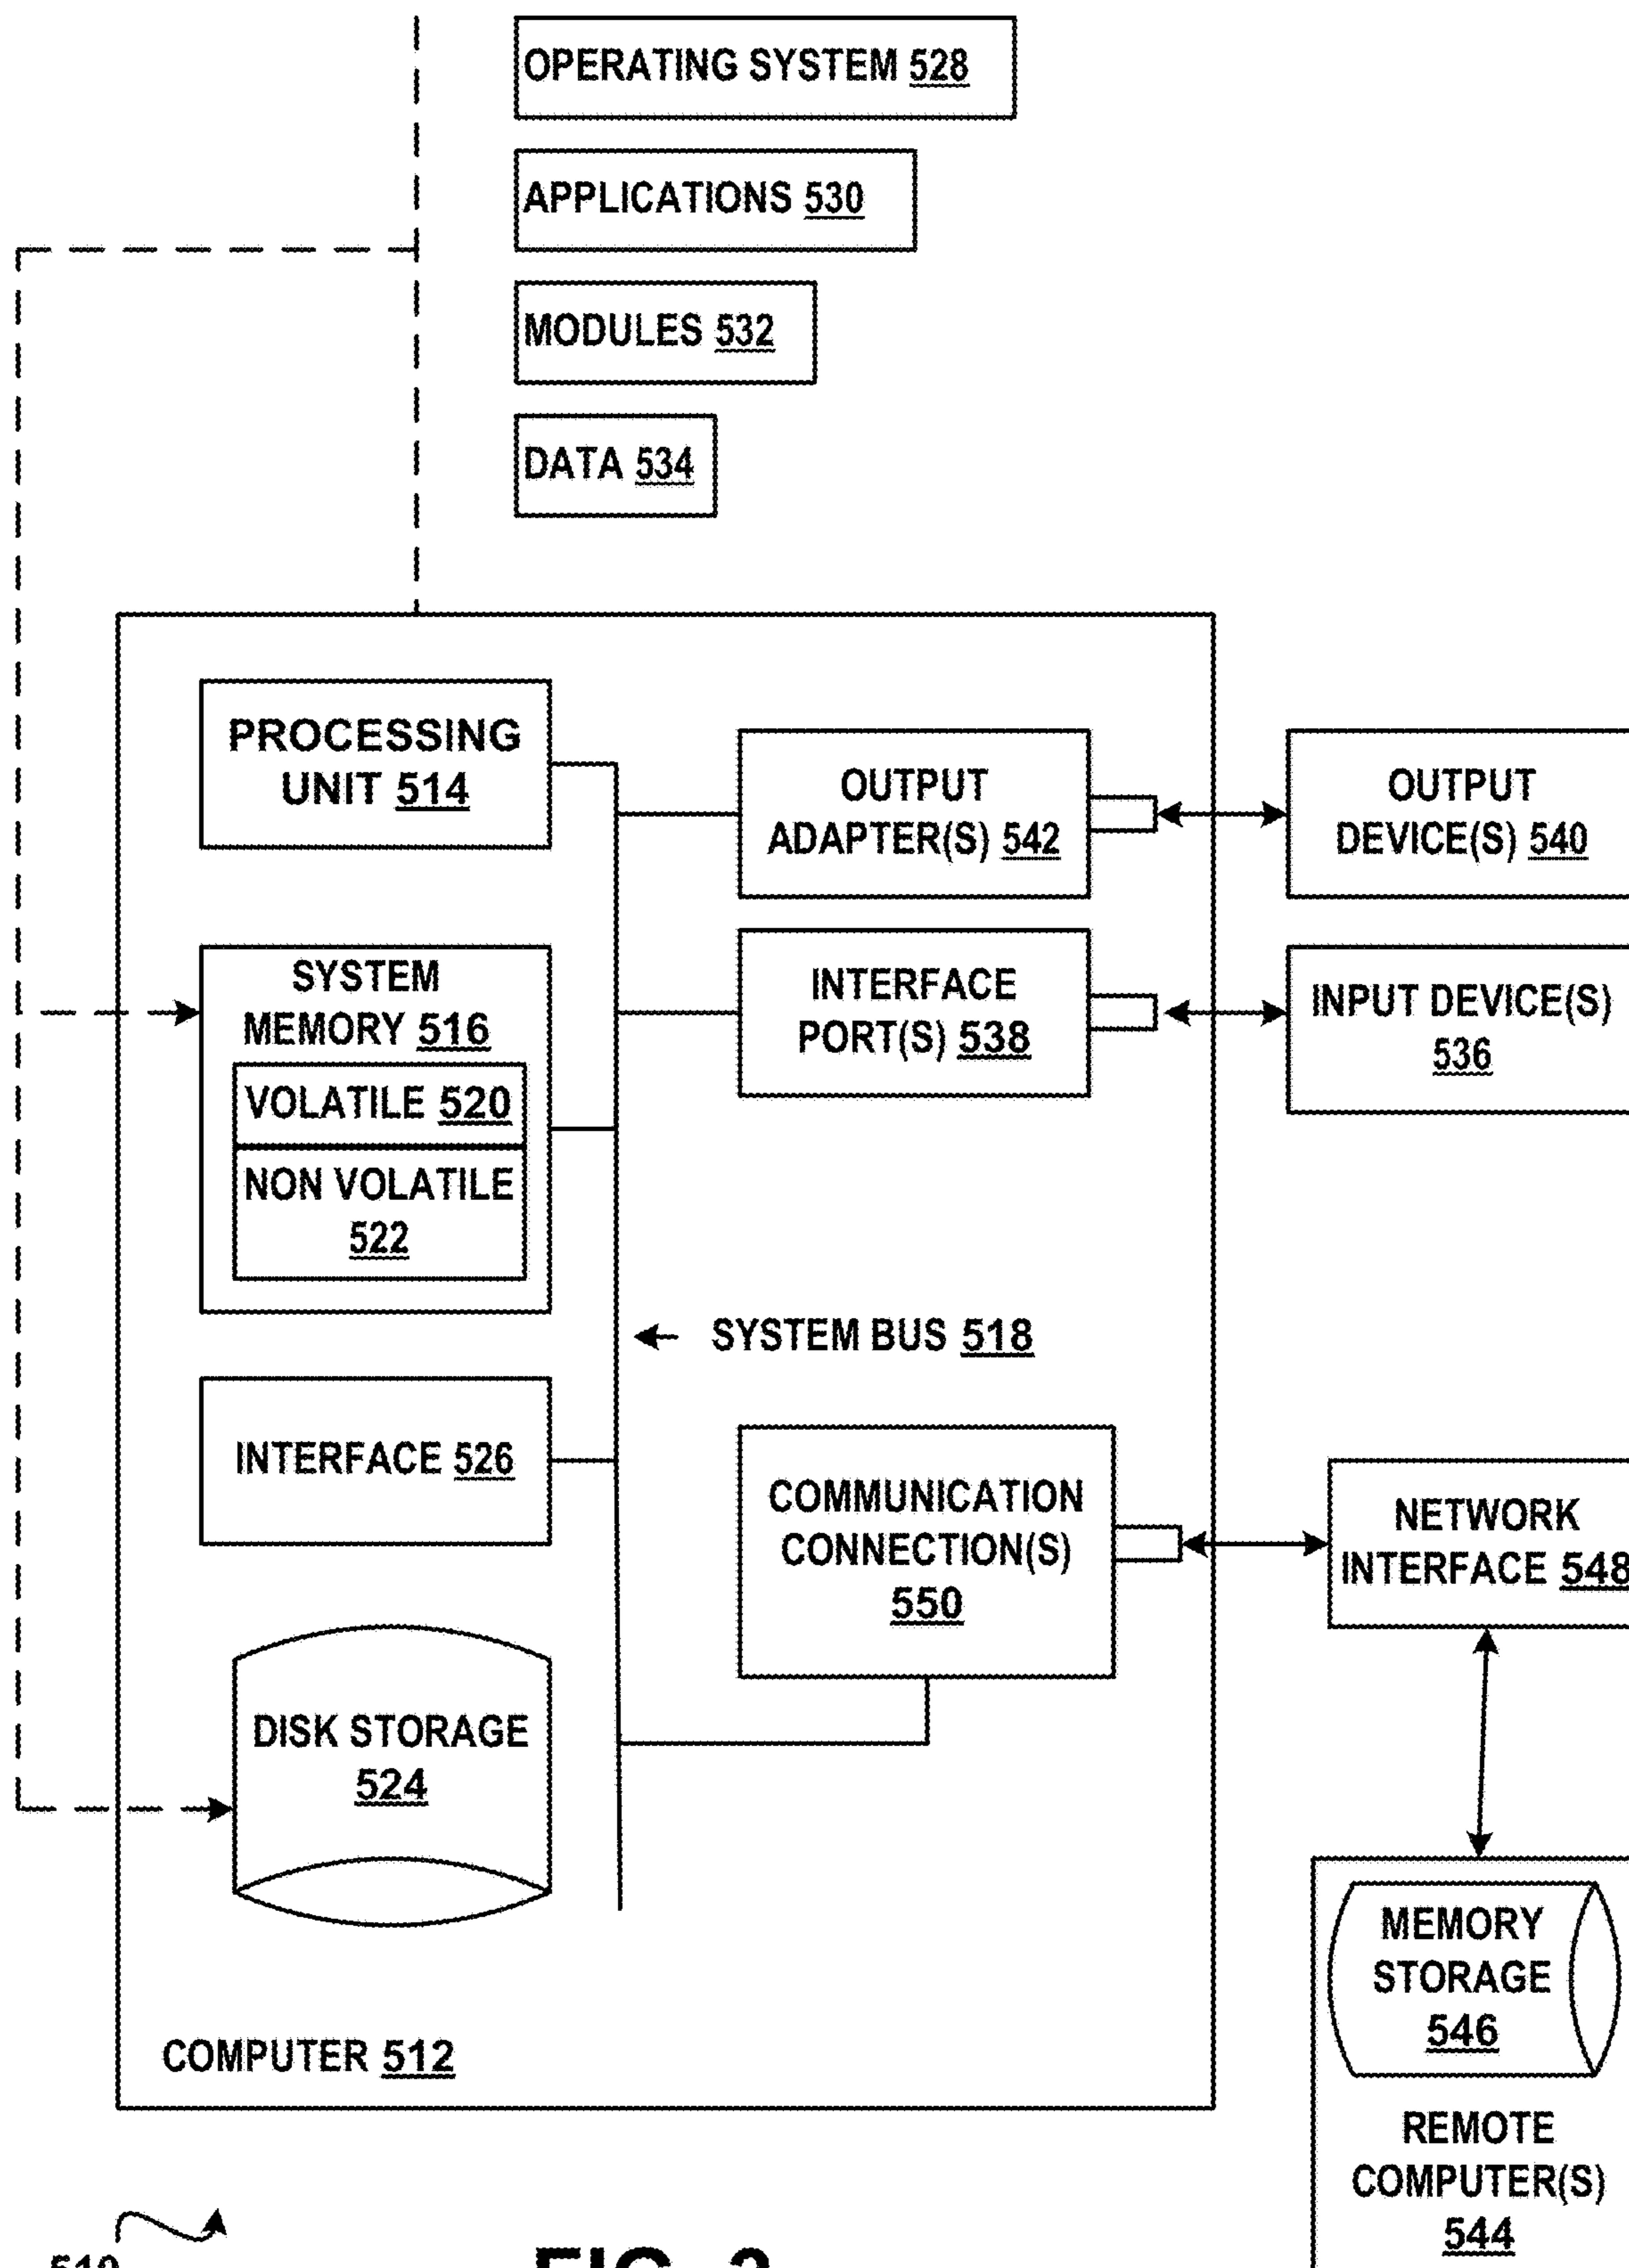 OPERATING SYSTEM 528
APPLICATIONS 530
MODULES 532
DATA 534
PROCESSING
UNIT 514
OUTPUT
ADAPTER(S) 542
OUTPUT
DEVICE(S) 540
SYSTEM
MEMORY 516
VOLATILE 520
NON VOLATILE
522
INTERFACE
PORT(S) 538
INPUT DEVICE(S)
536
SYSTEM BUS 518
INTERFACE 526
COMMUNICATION
CONNECTION(S)
550
NETWORK
INTERFACE 548
DISK STORAGE
524
MEMORY
STORAGE
546
COMPUTER 512
REMOTE
COMPUTER(S)
544
FIG.